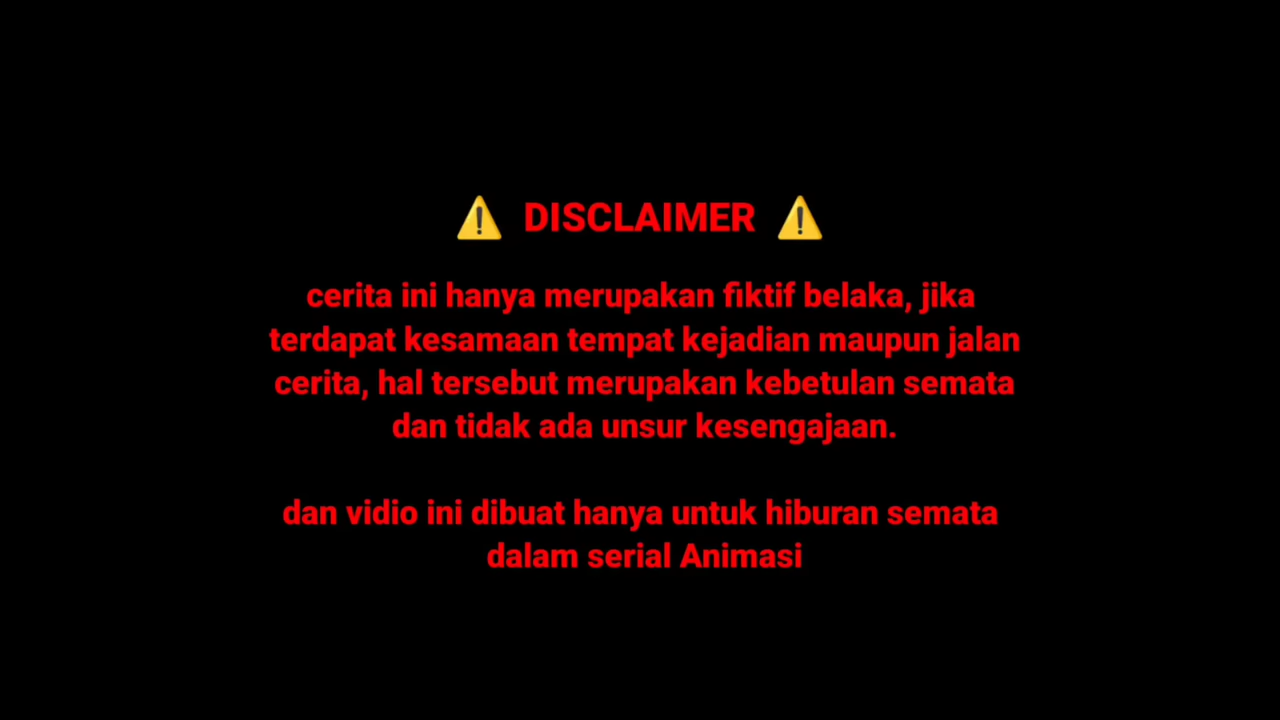 ⚠️ DISCLAIMER ⚠️
cerita ini hanya merupakan fiktif belaka, jika
terdapat kesamaan tempat kejadian maupun jalan
cerita, hal tersebut merupakan kebetulan semata
dan tidak ada unsur kesengajaan.
dan vidio ini dibuat hanya untuk hiburan semata
dalam serial Animasi